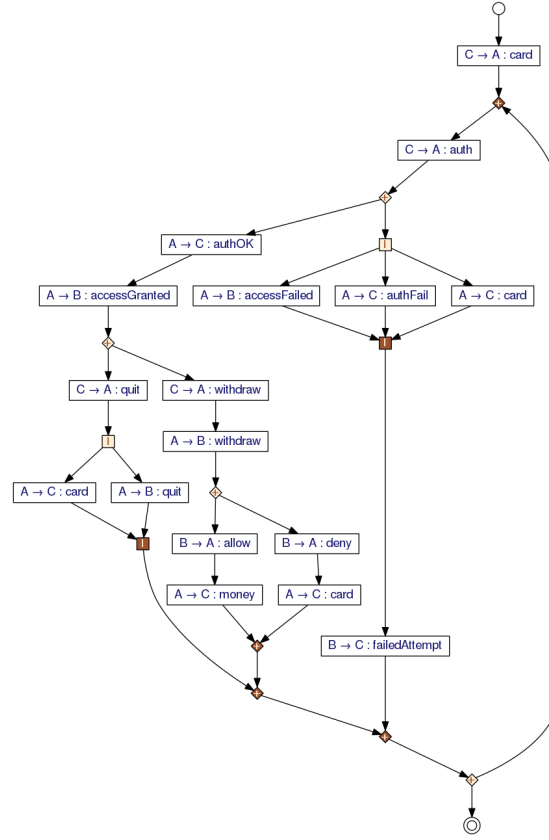 C → A : card
C → A : auth
A → C : authOK
A → B : accessGranted
A → B : accessFailed
A → C : authFail
A → C : card
C → A : quit
C → A : withdraw
A → B : withdraw
A → C : card
A → B : quit
B → A : allow
B → A : deny
A → C : money
A → C : card
B → C : failedAttempt